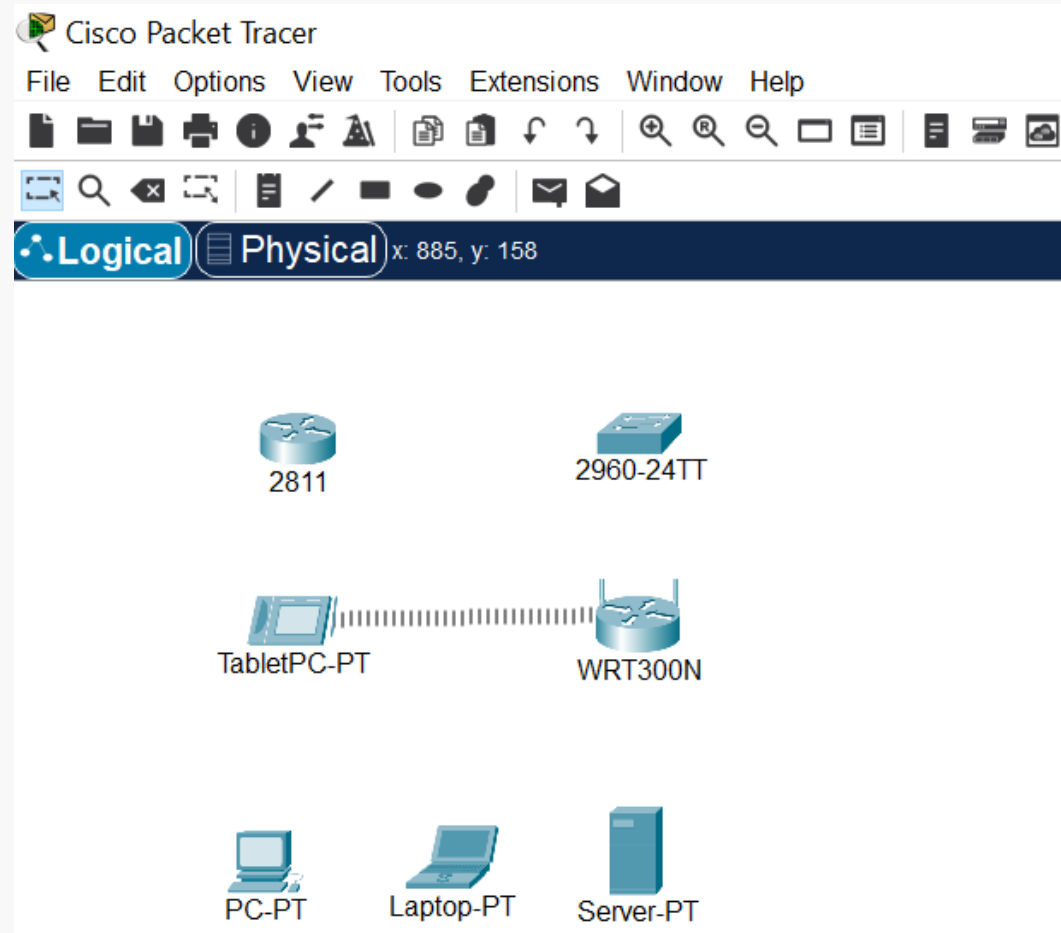 Cisco Packet Tracer
File Edit Options View Tools Extensions Window Help
Logical Physical x: 885, y: 158
2811 2960-24TT
TabletPC-PT WRT300N
PC-PT Laptop-PT Server-PT